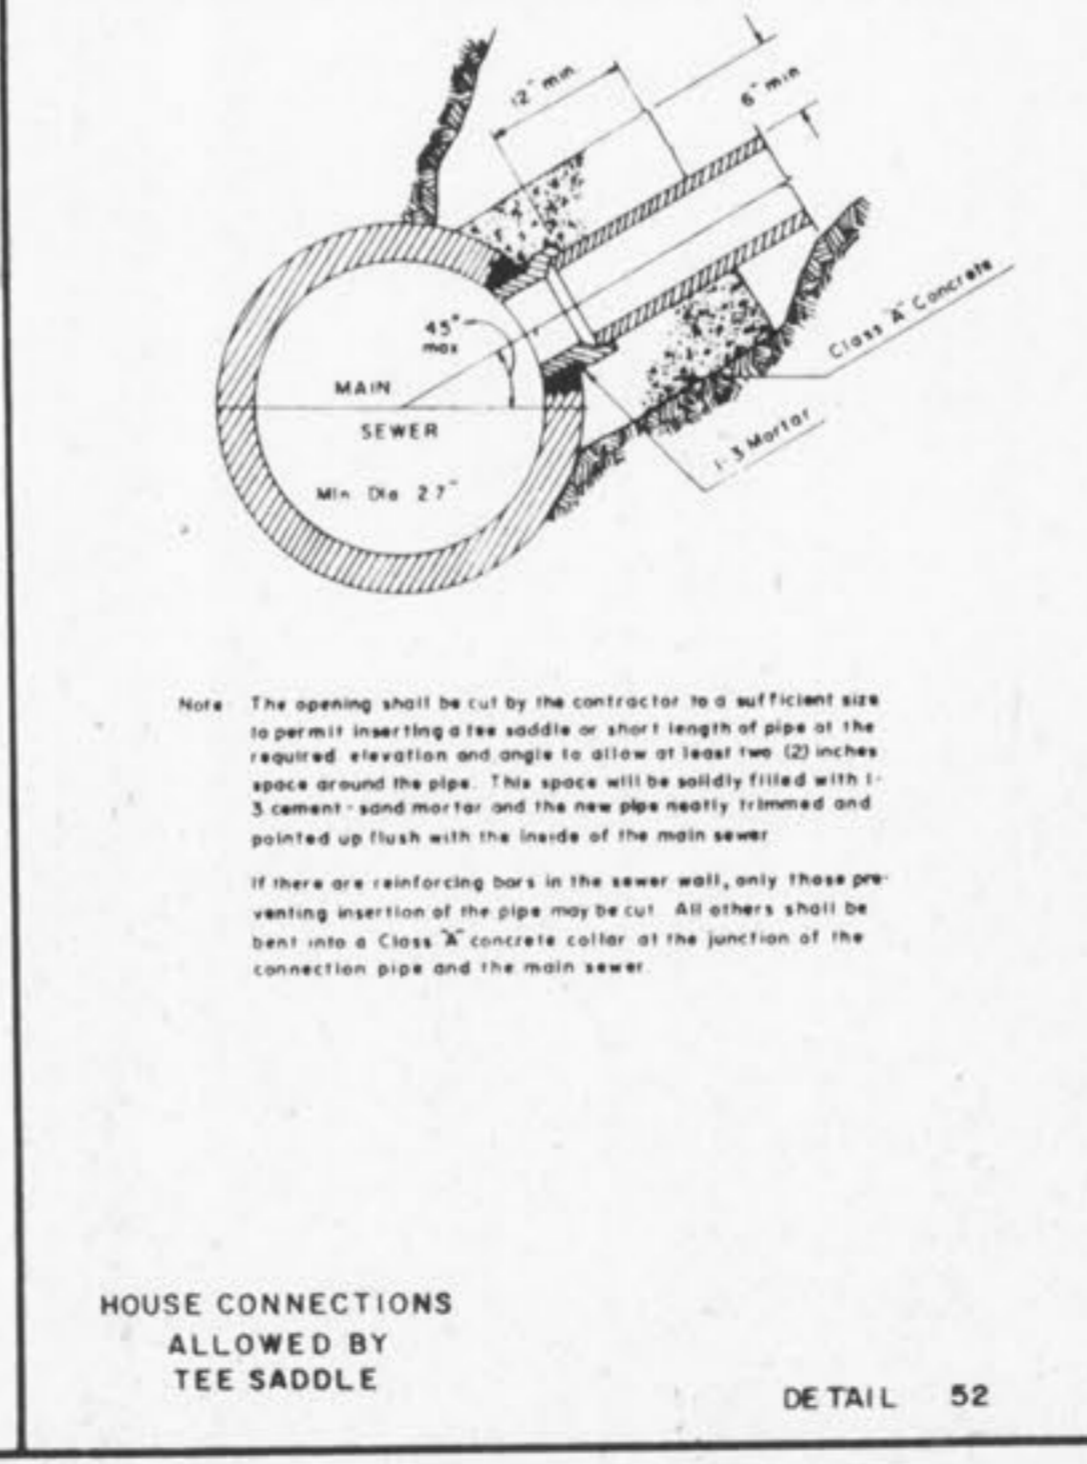 12" min.
6" min
45°
max
Class "A" Concrete
MAIN
SEWER
1-3 Mortar
Min. Dia 27"
Note The opening shall be cut by the contractor to a sufficient size
to permit inserting a tee saddle or short length of pipe at the
required elevation and angle to allow at least two (2) inches
space around the pipe. This space will be solidly filled with 1-
3 cement-sand mortar and the new pipe neatly trimmed and
pointed up flush with the inside of the main sewer
If there are reinforcing bars in the sewer wall, only those pre-
venting insertion of the pipe may be cut. All others shall be
bent into a Class "A" concrete collar at the junction of the
connection pipe and the main sewer.
HOUSE CONNECTIONS
ALLOWED BY
TEE SADDLE
DETAIL 52